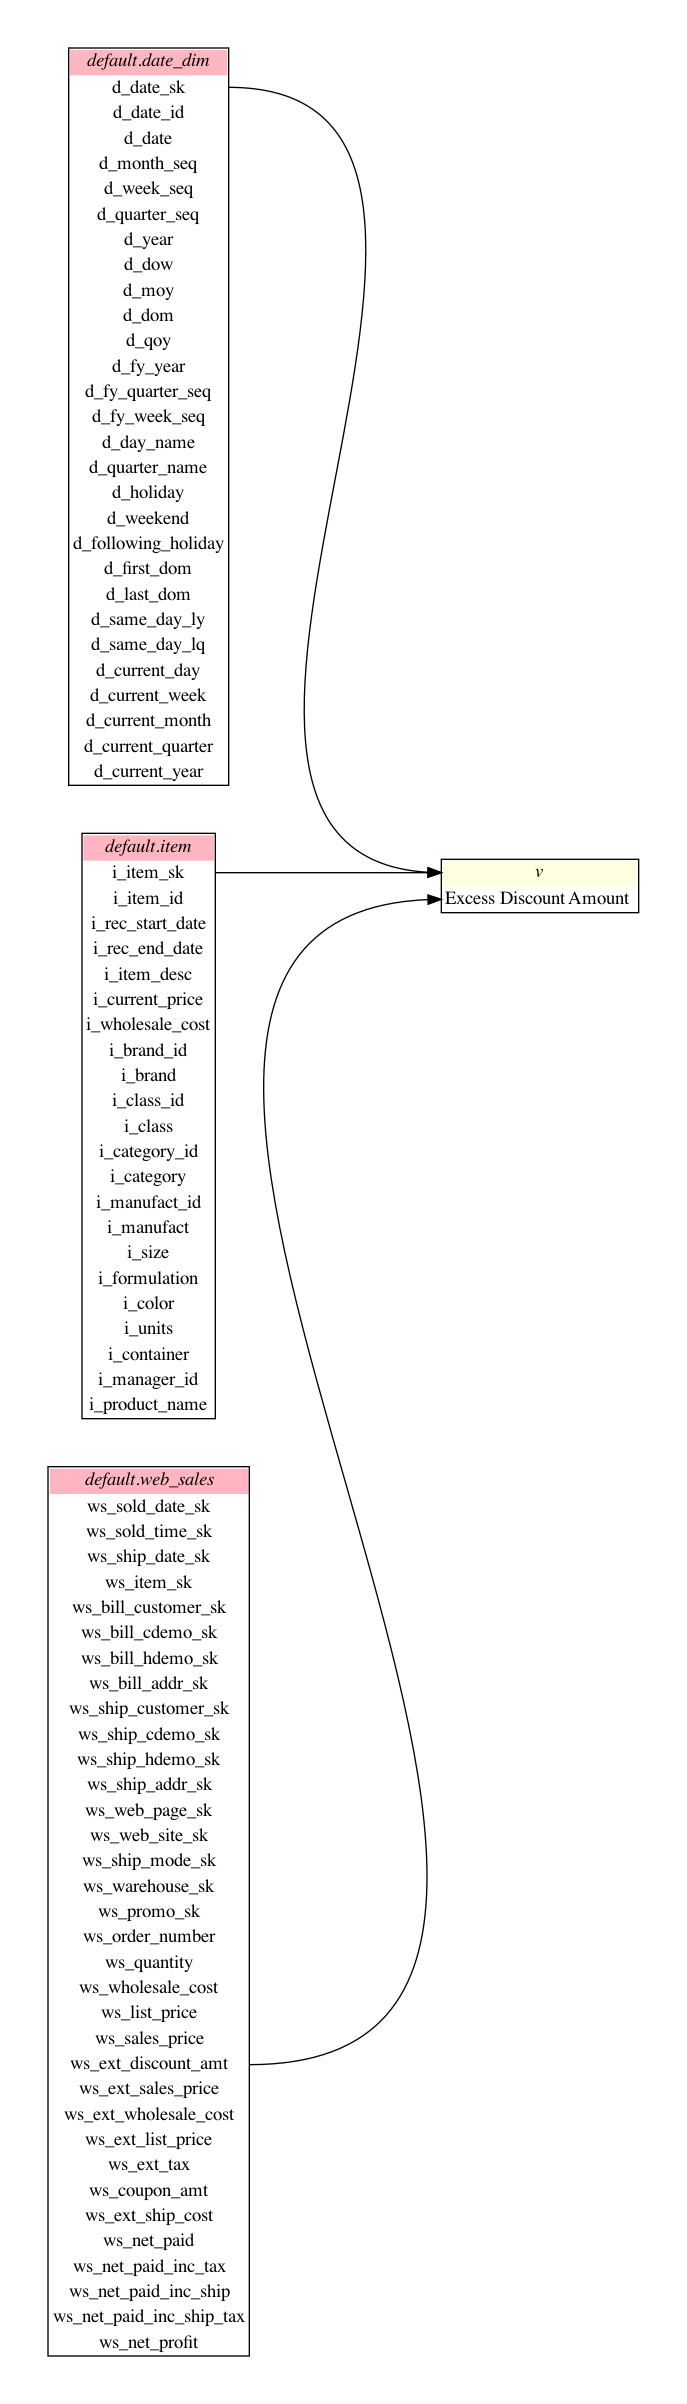 default.date_dim
d_date_sk
d_date_id
d_date
d_month_seq
d_week_seq
d_quarter_seq
d_year
d_dow
d_moy
d_dom
d_qoy
d_fy_year
d_fy_quarter_seq
d_fy_week_seq
d_day_name
d_quarter_name
d_holiday
d_weekend
d_following_holiday
d_first_dom
d_last_dom
d_same_day_ly
d_same_day_lq
d_current_day
d_current_week
d_current_month
d_current_quarter
d_current_year
default.item
i_item_sk
i_item_id
i_rec_start_date
i_rec_end_date
i_item_desc
i_current_price
i_wholesale_cost
i_brand_id
i_brand
i_class_id
i_class
i_category_id
i_category
i_manufact_id
i_manufact
i_size
i_formulation
i_color
i_units
i_container
i_manager_id
i_product_name
v
Excess Discount Amount
default.web_sales
ws_sold_date_sk
ws_sold_time_sk
ws_ship_date_sk
ws_item_sk
ws_bill_customer_sk
ws_bill_cdemo_sk
ws_bill_hdemo_sk
ws_bill_addr_sk
ws_ship_customer_sk
ws_ship_cdemo_sk
ws_ship_hdemo_sk
ws_ship_addr_sk
ws_web_page_sk
ws_web_site_sk
ws_ship_mode_sk
ws_warehouse_sk
ws_promo_sk
ws_order_number
ws_quantity
ws_wholesale_cost
ws_list_price
ws_sales_price
ws_ext_discount_amt
ws_ext_sales_price
ws_ext_wholesale_cost
ws_ext_list_price
ws_ext_tax
ws_coupon_amt
ws_ext_ship_cost
ws_net_paid
ws_net_paid_inc_tax
ws_net_paid_inc_ship
ws_net_paid_inc_ship_tax
ws_net_profit